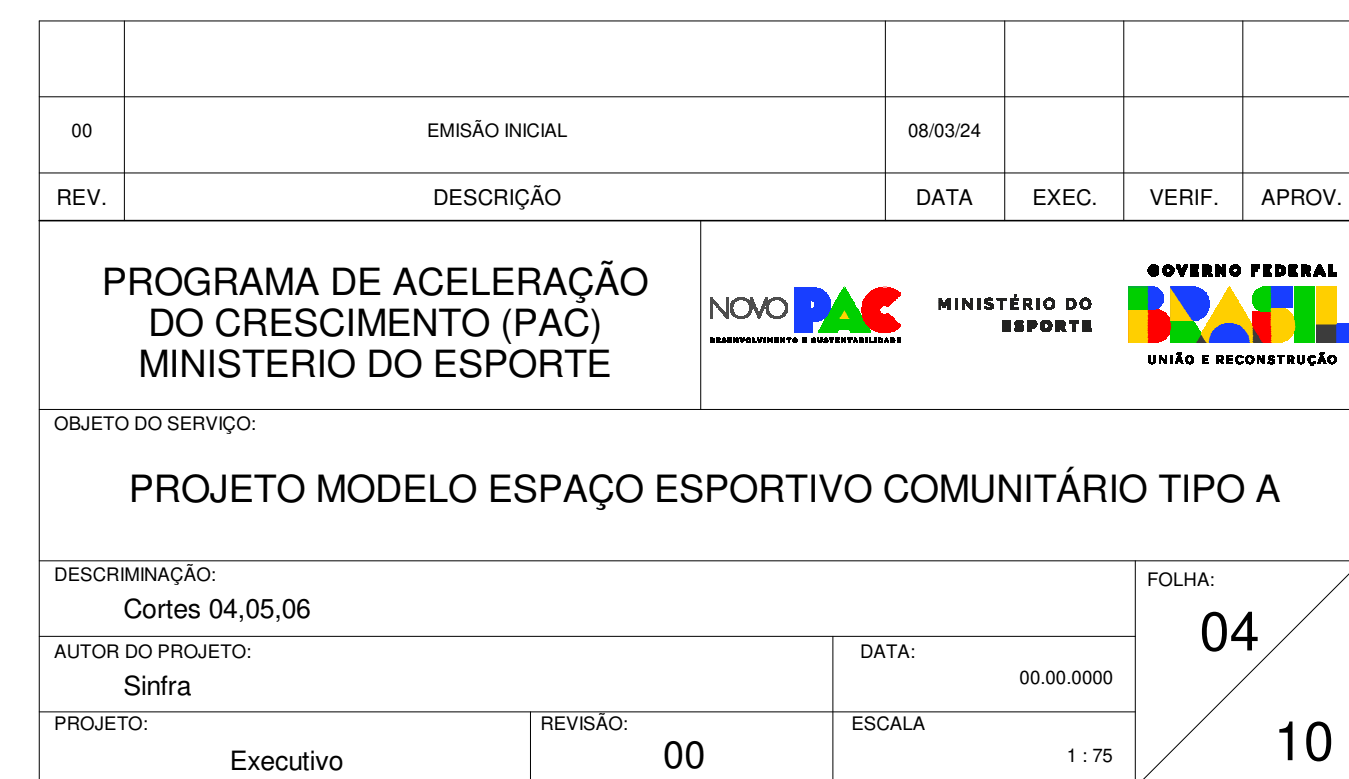 00 EMISÃO INICIAL 08/03/24
REV. DESCRIÇÃO DATA EXEC. VERIF. APROV.
PROGRAMA DE ACELERAÇÃO
DO CRESCIMENTO (PAC)
MINISTERIO DO ESPORTE
NOVO PAC
DESENVOLVIMENTO E SUSTENTABILIDADE
MINISTÉRIO DO
ESPORTE
GOVERNO FEDERAL
BRASIL
UNIÃO E RECONSTRUÇÃO
OBJETO DO SERVIÇO:
PROJETO MODELO ESPAÇO ESPORTIVO COMUNITÁRIO TIPO A
DESCRIMINAÇÃO:
Cortes 04,05,06
FOLHA:
04
10
AUTOR DO PROJETO:
Sinfra
DATA:
00.00.0000
PROJETO:
Executivo
REVISÃO:
00
ESCALA
1 : 75